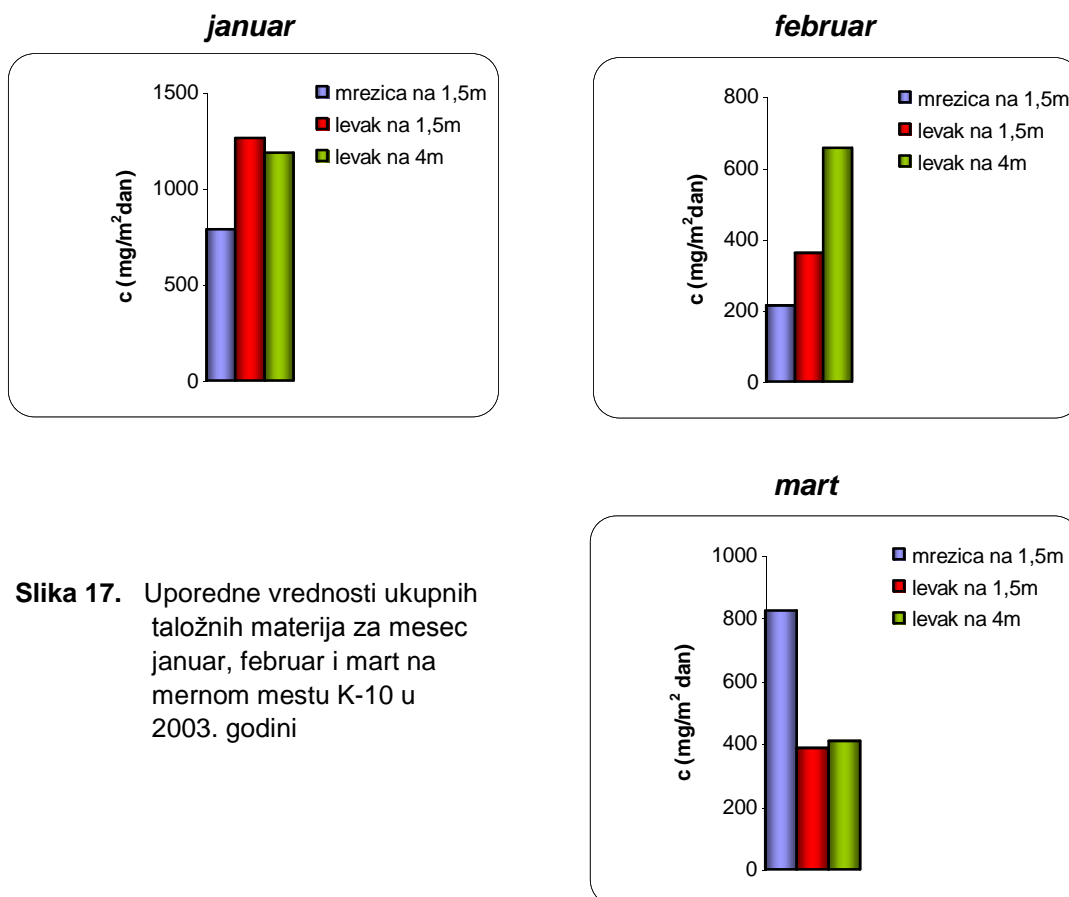 januar
1500
1000
500
0
c (mg/m²dan)
mrezica na 1,5m
levak na 1,5m
levak na 4m
februar
800
600
400
200
0
c (mg/m²dan)
mrezica na 1,5m
levak na 1,5m
levak na 4m
Slika 17. Uporedne vrednosti ukupnih
taložnih materija za mesec
januar, februar i mart na
mernom mestu K-10 u
2003. godini
mart
1000
800
600
400
200
0
c (mg/m² dan)
mrezica na 1,5m
levak na 1,5m
levak na 4m